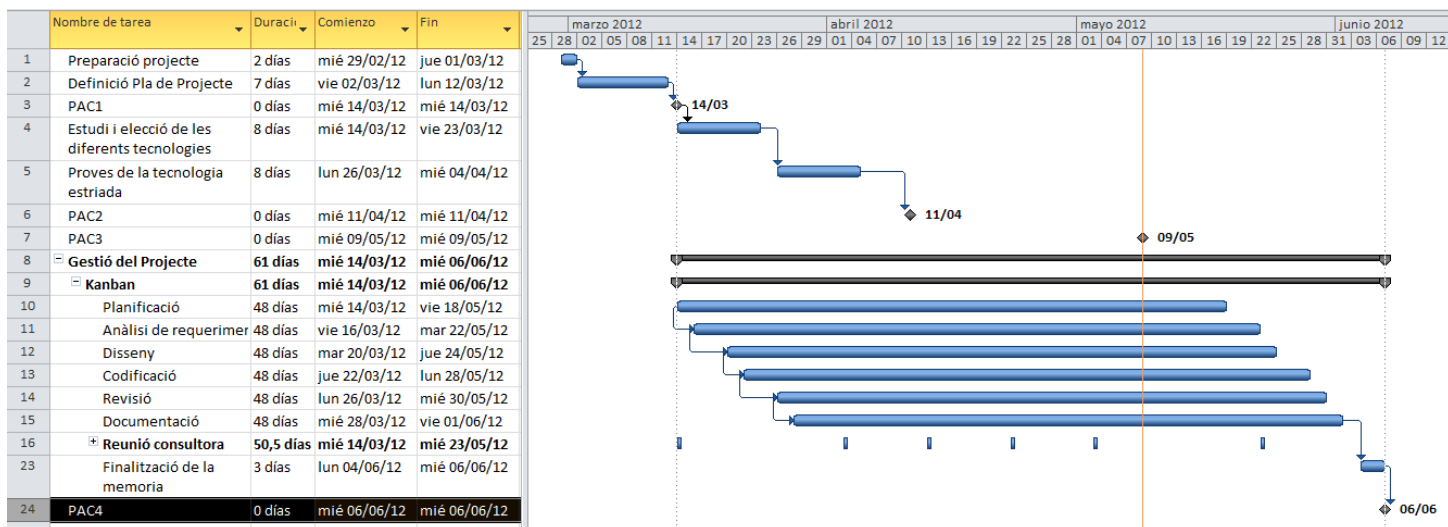 Nombre de tarea Duració Comienzo Fin marzo 2012 abril 2012 mayo 2012 junio 2012
25 28 02 05 08 11 14 17 20 23 26 29 01 04 07 10 13 16 19 22 25 28 01 04 07 10 13 16 19 22 25 28 31 03 06 09 12
1 Preparació projecte 2 días mié 29/02/12 jue 01/03/12
2 Definició Pla de Projecte 7 días vie 02/03/12 lun 12/03/12
3 PAC1 0 días mié 14/03/12 mié 14/03/12 14/03
4 Estudi i elecció de les 8 días mié 14/03/12 vie 23/03/12
diferents tecnologies
5 Proves de la tecnologia 8 días lun 26/03/12 mié 04/04/12
estriada
6 PAC2 0 días mié 11/04/12 mié 11/04/12 11/04
7 PAC3 0 días mié 09/05/12 mié 09/05/12 09/05
8 Gestió del Projecte 61 días mié 14/03/12 mié 06/06/12
9 Kanban 61 días mié 14/03/12 mié 06/06/12
10 Planificació 48 días mié 14/03/12 vie 18/05/12
11 Anàlisi de requerimer 48 días vie 16/03/12 mar 22/05/12
12 Disseny 48 días mar 20/03/12 jue 24/05/12
13 Codificació 48 días jue 22/03/12 lun 28/05/12
14 Revisió 48 días lun 26/03/12 mié 30/05/12
15 Documentació 48 días mié 28/03/12 vie 01/06/12
16 Reunió consultora 50,5 días mié 14/03/12 mié 23/05/12
23 Finalització de la 3 días lun 04/06/12 mié 06/06/12
memoria
24 PAC4 0 días mié 06/06/12 mié 06/06/12 06/06